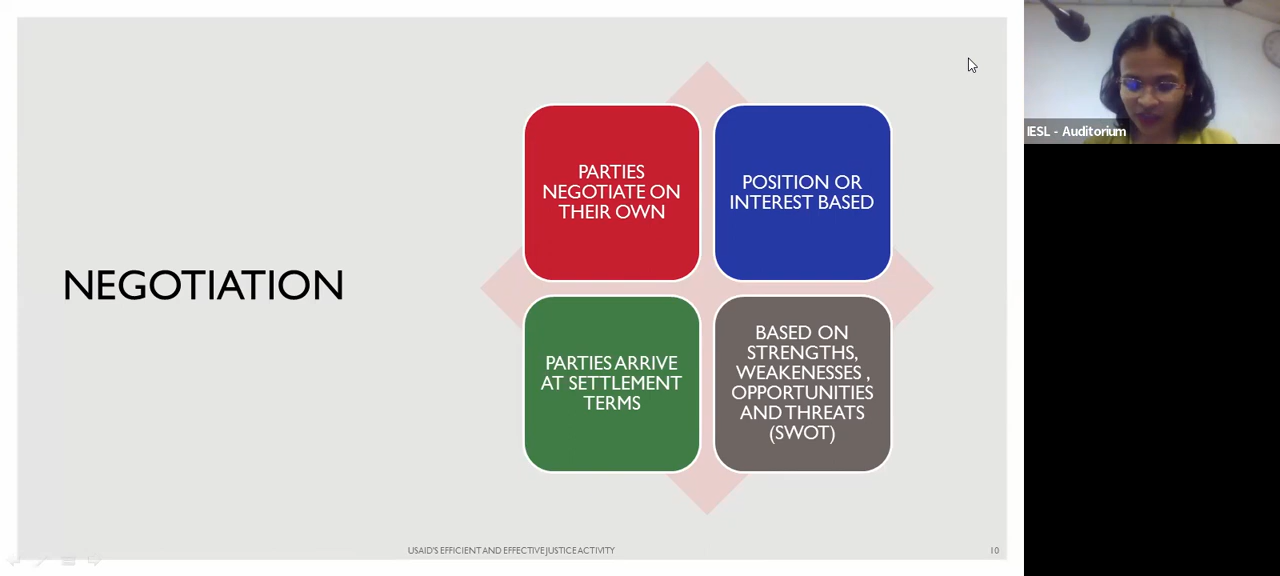 NEGOTIATION
PARTIES
NEGOTIATE ON
THEIR OWN
POSITION OR
INTEREST BASED
PARTIES ARRIVE
AT SETTLEMENT
TERMS
BASED ON
STRENGTHS,
WEAKENESSES ,
OPPORTUNITIES
AND THREATS
(SWOT)
USAID'S EFFICIENT AND EFFECTIVE JUSTICE ACTIVITY
10
IESL - Auditorium